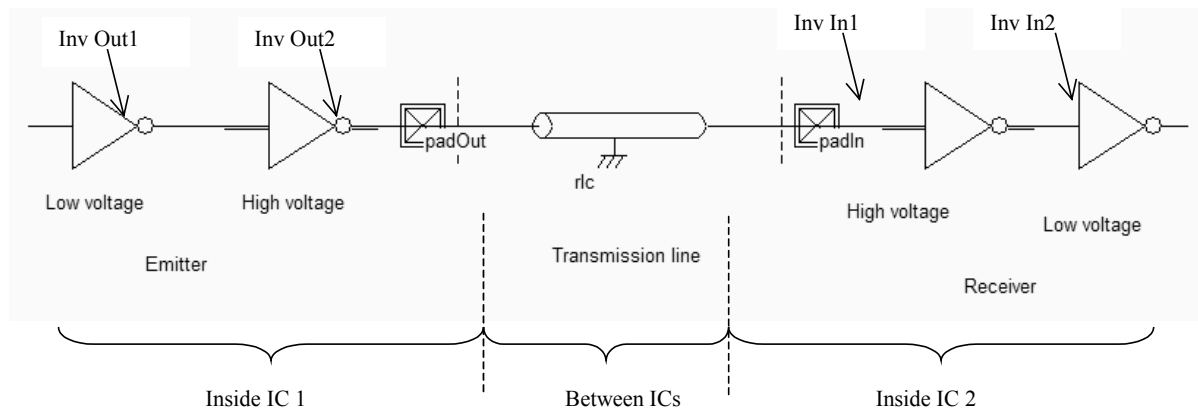 Inv Out1
Inv Out2
Inv In1
Inv In2
padOut
rlc
padIn
Low voltage
High voltage
High voltage
Low voltage
Emitter
Transmission line
Receiver
Inside IC 1
Between ICs
Inside IC 2